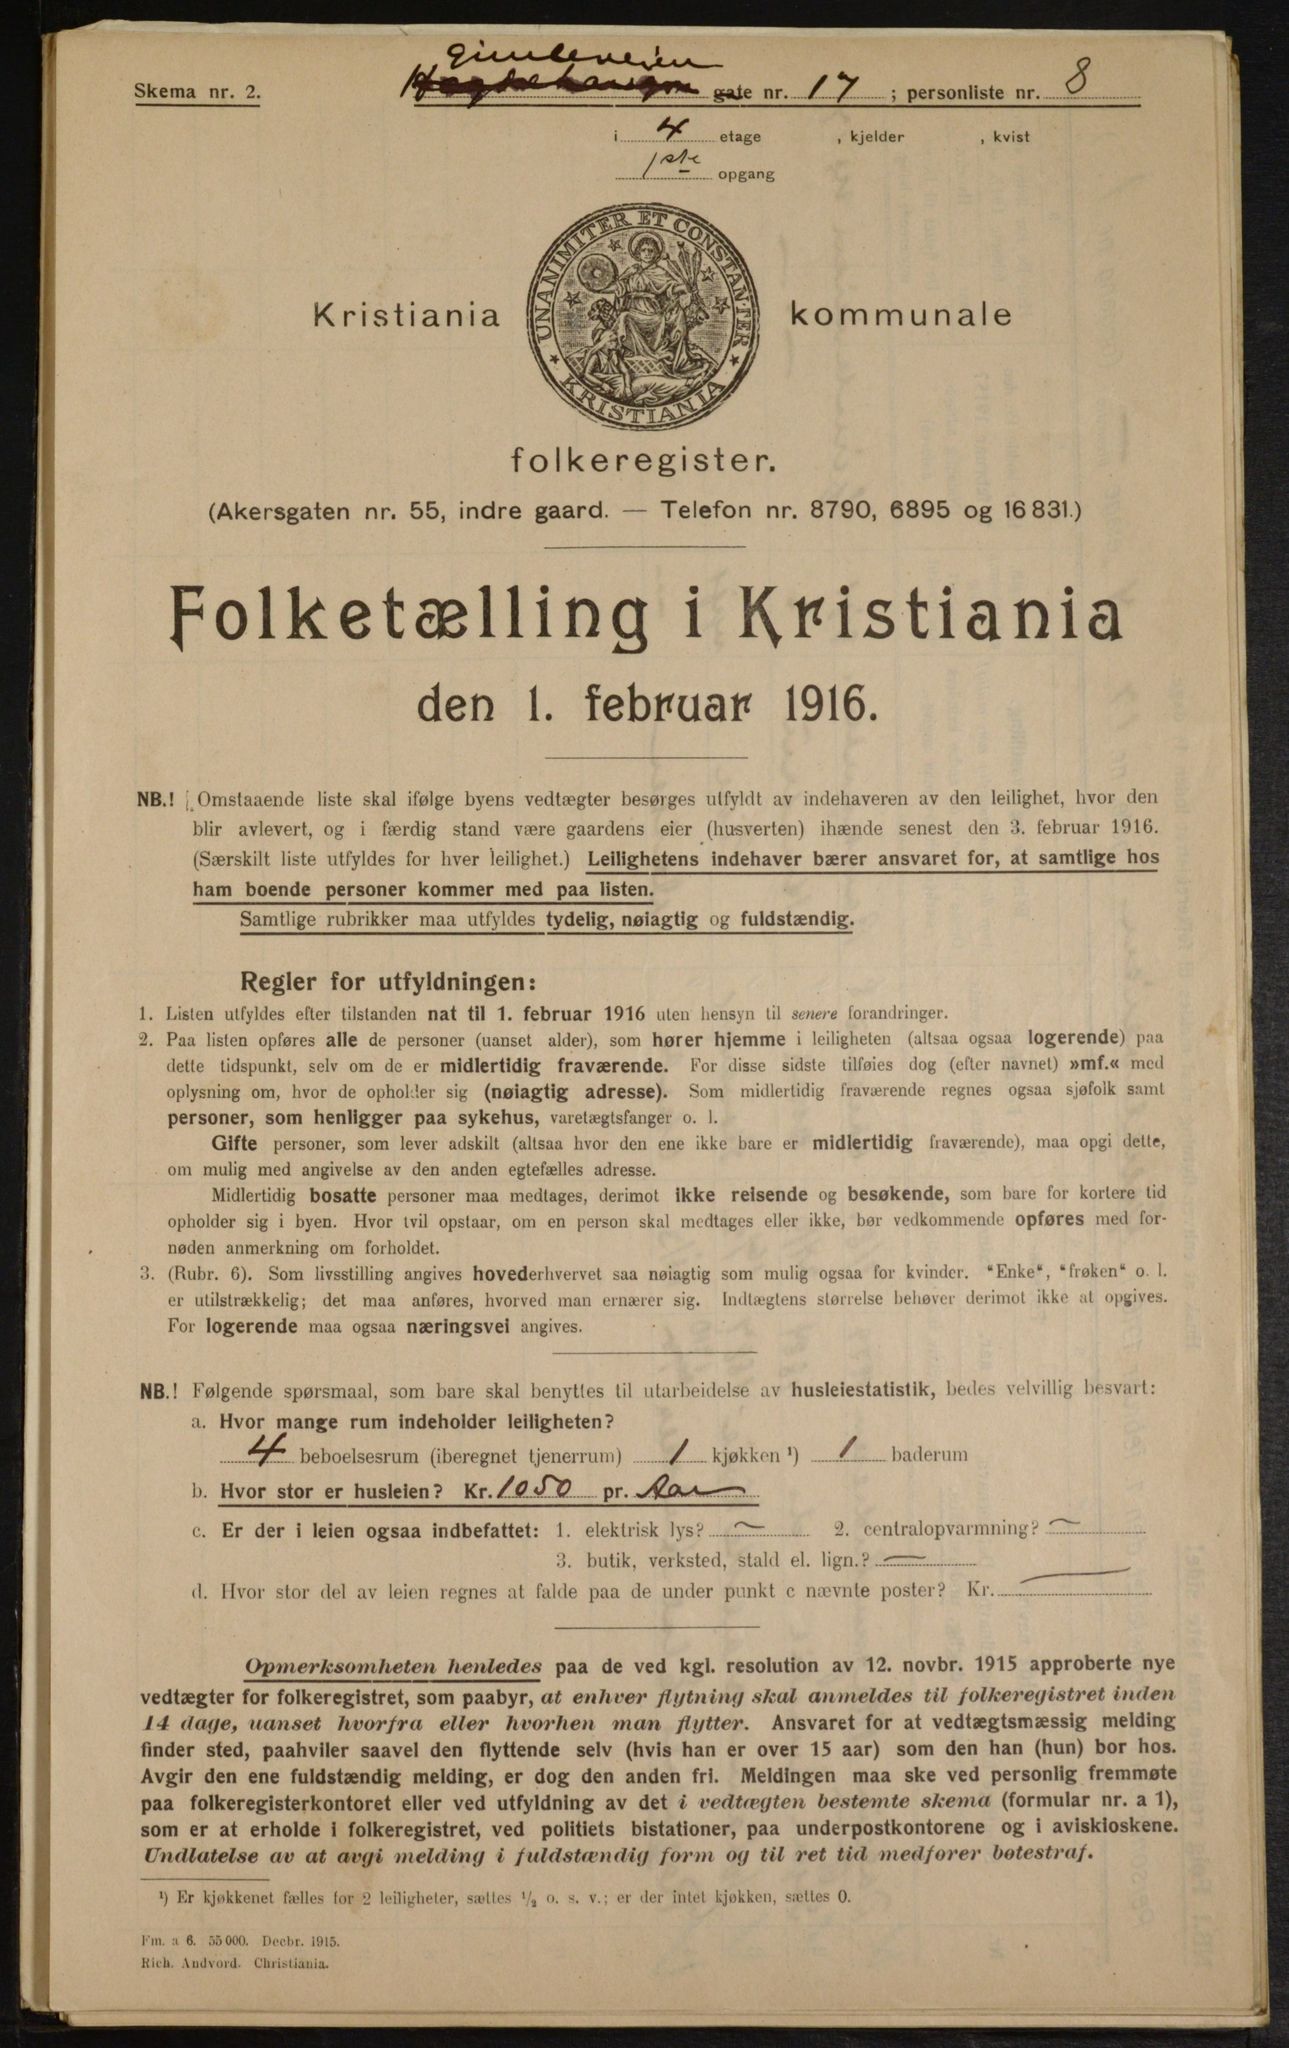 Gimleveien
Skema nr. 2. gate nr. 17 ; personliste nr. 8
i 4 etage , kjelder , kvist
1ste opgang
UNANIMITER ET CONSTANTER
KRISTIANIA
Kristiania kommunale
folkeregister.
(Akersgaten nr. 55, indre gaard. — Telefon nr. 8790, 6895 og 16 831.)
Folketælling i Kristiania
den 1. februar 1916.
NB.! Omstaaende liste skal ifølge byens vedtægter besørges utfyldt av indehaveren av den leilighet, hvor den
blir avlevert, og i færdig stand være gaardens eier (husverten) ihænde senest den 3. februar 1916.
(Særskilt liste utfyldes for hver leilighet.) Leilighetens indehaver bærer ansvaret for, at samtlige hos
ham boende personer kommer med paa listen.
Samtlige rubrikker maa utfyldes tydelig, nøiagtig og fuldstændig.
Regler for utfyldningen:
1. Listen utfyldes efter tilstanden nat til 1. februar 1916 uten hensyn til senere forandringer.
2. Paa listen opføres alle de personer (uanset alder), som hører hjemme i leiligheten (altsaa ogsaa logerende) paa
dette tidspunkt, selv om de er midlertidig fraværende. For disse sidste tilføies dog (efter navnet) »mf.« med
oplysning om, hvor de opholder sig (nøiagtig adresse). Som midlertidig fraværende regnes ogsaa sjøfolk samt
personer, som henligger paa sykehus, varetægtsfanger o. l.
Gifte personer, som lever adskilt (altsaa hvor den ene ikke bare er midlertidig fraværende), maa opgi dette,
om mulig med angivelse av den anden egtefælles adresse.
Midlertidig bosatte personer maa medtages, derimot ikke reisende og besøkende, som bare for kortere tid
opholder sig i byen. Hvor tvil opstaar, om en person skal medtages eller ikke, bør vedkommende opføres med for-
nøden anmerkning om forholdet.
3. (Rubr. 6). Som livsstilling angives hovederhvervet saa nøiagtig som mulig ogsaa for kvinder. “Enke“, “frøken“ o. l.
er utilstrækkelig; det maa anføres, hvorved man ernærer sig. Indtægtens størrelse behøver derimot ikke at opgives.
For logerende maa ogsaa næringsvei angives.
NB.! Følgende spørsmaal, som bare skal benyttes til utarbeidelse av husleiestatistik, bedes velvillig besvart:
a. Hvor mange rum indeholder leiligheten?
4 beboelsesrum (iberegnet tjenerrum) 1 kjøkken ¹) 1 baderum
b. Hvor stor er husleien? Kr. 1050 pr. Aar
c. Er der i leien ogsaa indbefattet: 1. elektrisk lys? ~ 2. centralopvarmning? ~
3. butik, verksted, stald el. lign.? —
d. Hvor stor del av leien regnes at falde paa de under punkt c nævnte poster? Kr. —
Opmerksomheten henledes paa de ved kgl. resolution av 12. novbr. 1915 approberte nye
vedtægter for folkeregistret, som paabyr, at enhver flytning skal anmeldes til folkeregistret inden
14 dage, uanset hvorfra eller hvorhen man flytter. Ansvaret for at vedtægtsmæssig melding
finder sted, paahviler saavel den flyttende selv (hvis han er over 15 aar) som den han (hun) bor hos.
Avgir den ene fuldstændig melding, er dog den anden fri. Meldingen maa ske ved personlig fremmøte
paa folkeregisterkontoret eller ved utfyldning av det i vedtægten bestemte skema (formular nr. a 1),
som er at erholde i folkeregistret, ved politiets bistationer, paa underpostkontorene og i aviskioskene.
Undlatelse av at avgi melding i fuldstændig form og til ret tid medfører bøtestraf.
¹) Er kjøkkenet fælles for 2 leiligheter, sættes ½ o. s. v.; er der intet kjøkken, sættes 0.
Fm. a 6. 55 000. Decbr. 1915.
Rich. Andvord. Christiania.